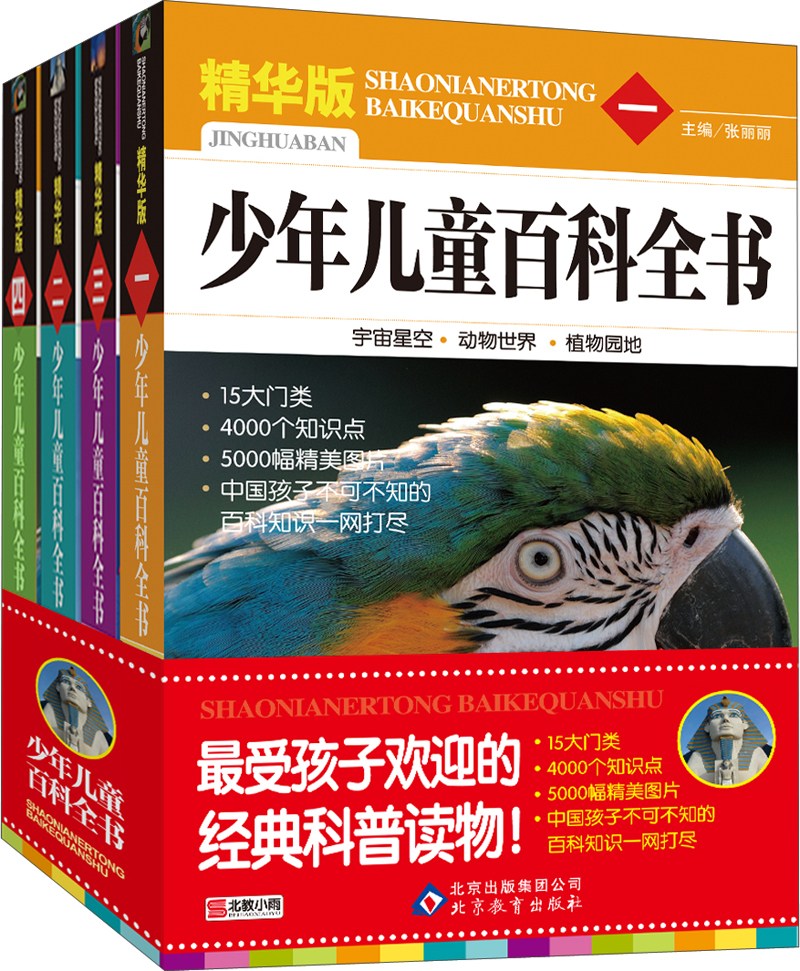 精华版
SHAONIANERTONG
BAIKEQUANSHU
一
主编/张丽丽
JINGHUABAN
少年儿童百科全书
宇宙星空·动物世界·植物园地
•15大门类
•4000个知识点
•5000幅精美图片
•中国孩子不可不知的
百科知识一网打尽
SHAONIANERTONG BAIKEQUANSHU
最受孩子欢迎的
经典科普读物!
•15大门类
•4000个知识点
•5000幅精美图片
•中国孩子不可不知的
百科知识一网打尽
北教小雨
BEIJIAOXIAOYU
北京出版集团公司
北京教育出版社
SHAONIANERTONG
BAIKEQUANSHU
精华版
四
少年儿童百科全书
SHAONIANERTONG
BAIKEQUANSHU
精华版
二
少年儿童百科全书
SHAONIANERTONG
BAIKEQUANSHU
精华版
三
少年儿童百科全书
SHAONIANERTONG
BAIKEQUANSHU
精华版
一
少年儿童百科全书
少年儿童
百科全书
SHAONIANERTONG
BAIKEQUANSHU